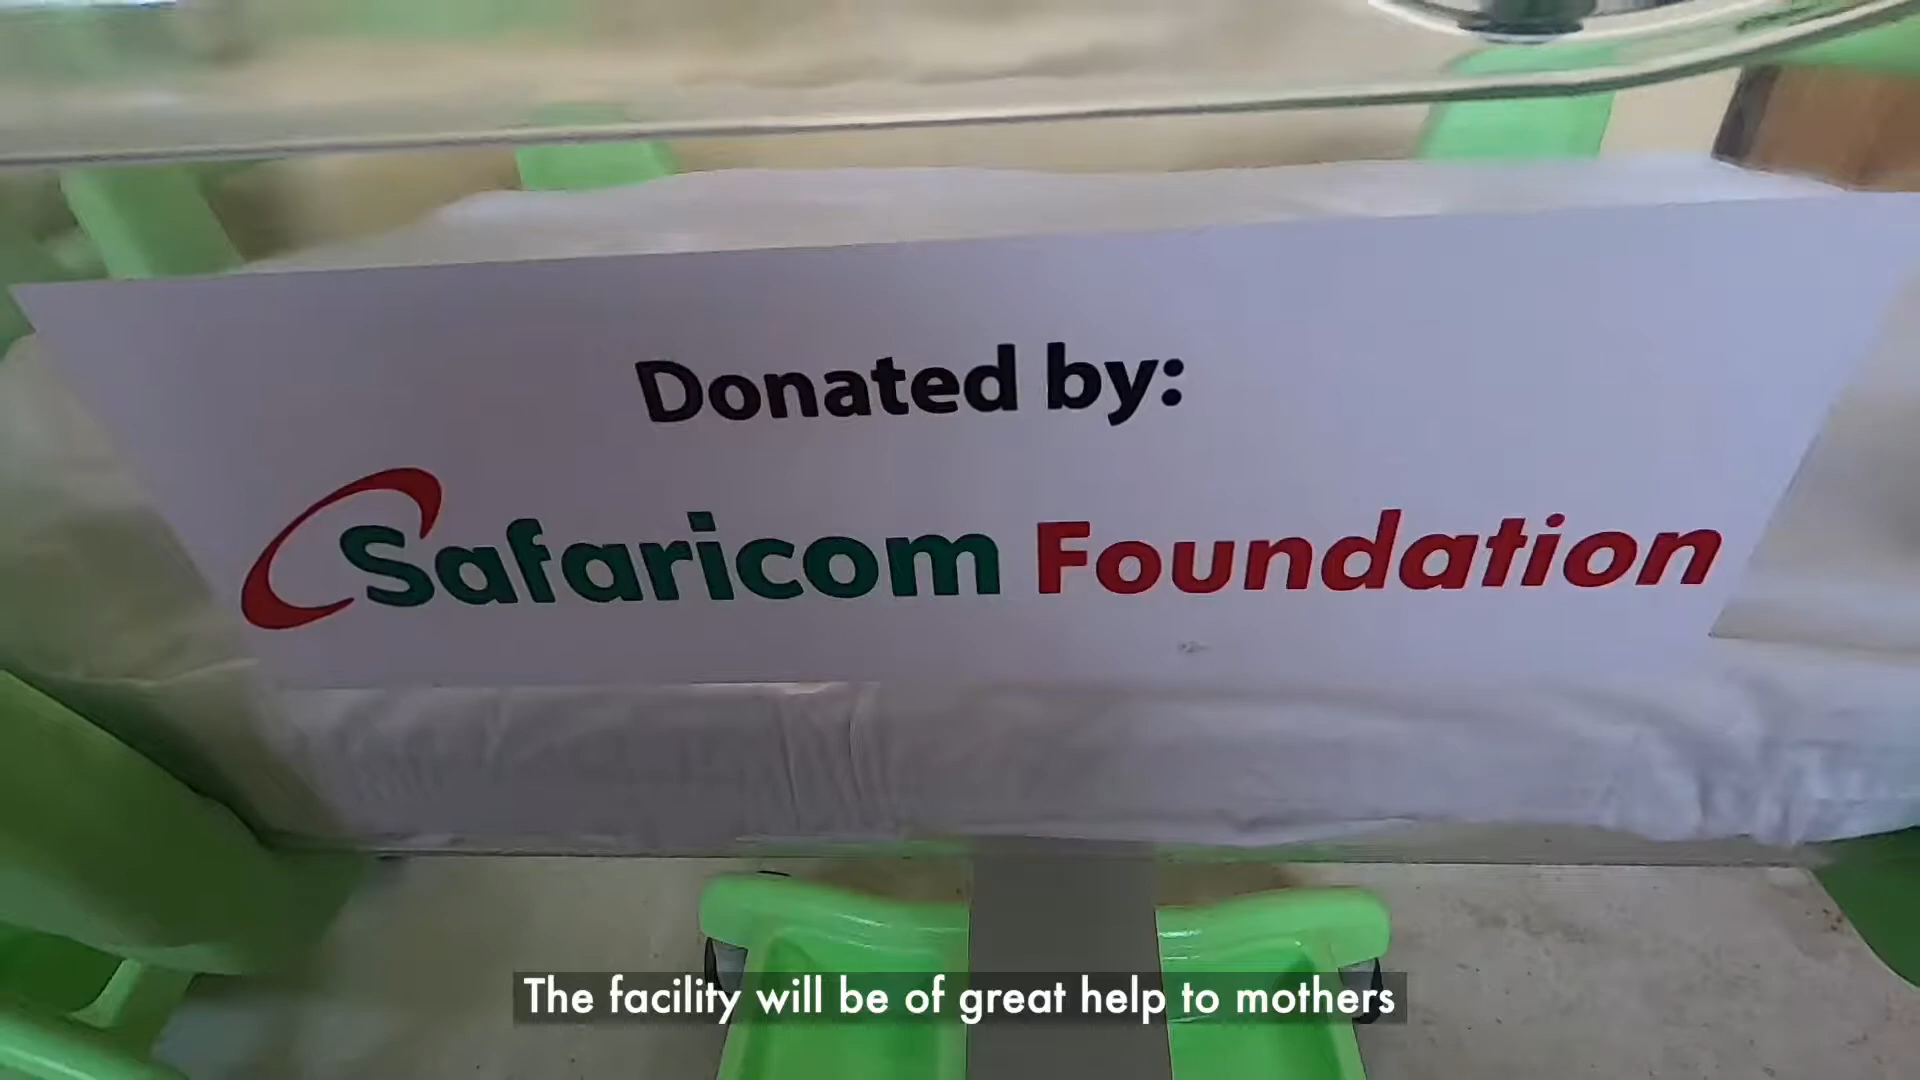 Donated by:
Safaricom Foundation
The facility will be of great help to mothers